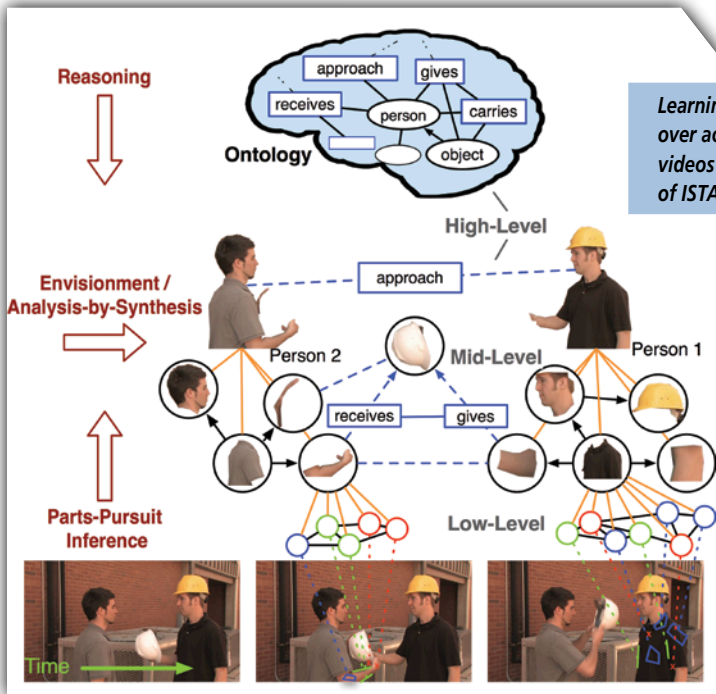 Reasoning
approach
gives
receives
person
carries
Ontology
object
Learnin
over ac
videos
of ISTA
High-Level
Envisionment /
Analysis-by-Synthesis
approach
Person 2
Mid-Level
Person 1
receives
gives
Parts-Pursuit
Inference
Low-Level
Time